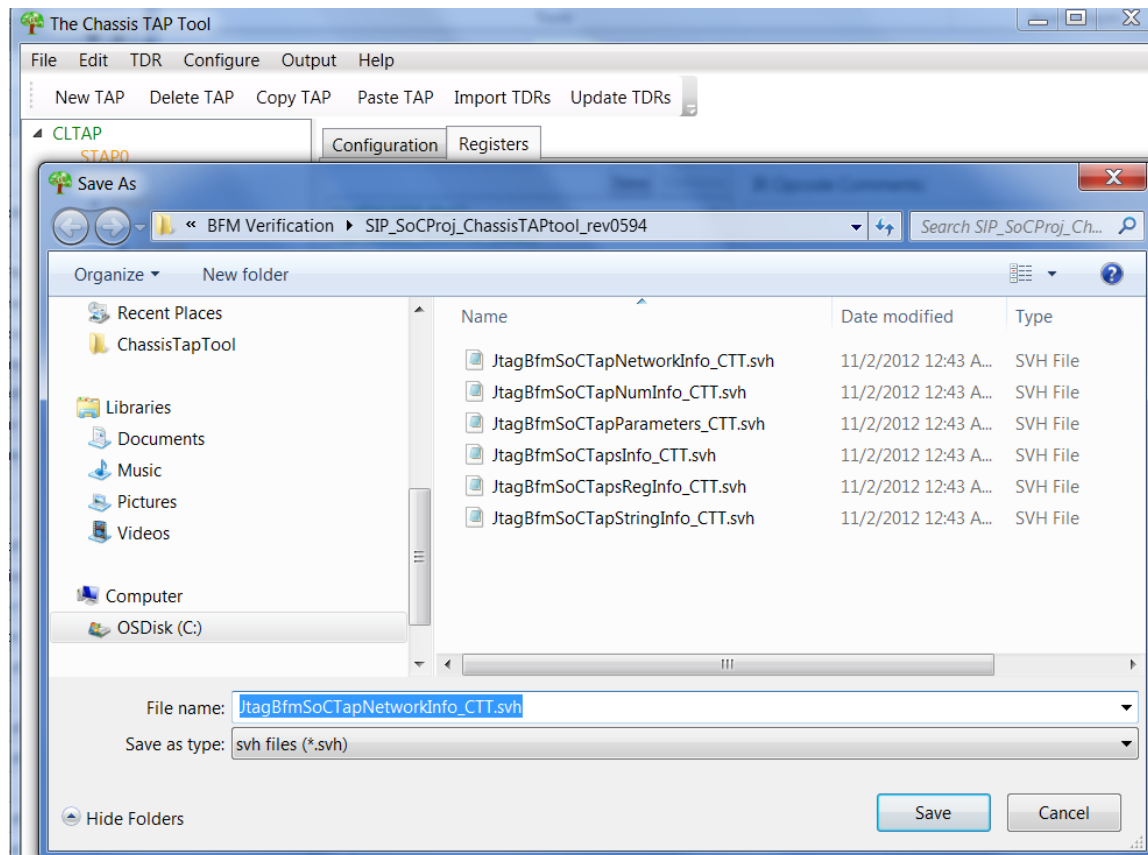 The Chassis TAP Tool
File Edit TDR Configure Output Help
New TAP Delete TAP Copy TAP Paste TAP Import TDRs Update TDRs
CLTAP
STAP0
Configuration Registers
Save As
« BFM Verification SIP_SoCProj_ChassisTAPtool_rev0594 Search SIP_SoCProj_Ch...
Organize New folder
Recent Places
ChassisTapTool
Libraries
Documents
Music
Pictures
Videos
Computer
OSDisk (C:)
Name Date modified Type
JtagBfmSoCTapNetworkInfo_CTT.svh 11/2/2012 12:43 A... SVH File
JtagBfmSoCTapNumInfo_CTT.svh 11/2/2012 12:43 A... SVH File
JtagBfmSoCTapParameters_CTT.svh 11/2/2012 12:43 A... SVH File
JtagBfmSoCTapsInfo_CTT.svh 11/2/2012 12:43 A... SVH File
JtagBfmSoCTapsRegInfo_CTT.svh 11/2/2012 12:43 A... SVH File
JtagBfmSoCTapStringInfo_CTT.svh 11/2/2012 12:43 A... SVH File
File name: JtagBfmSoCTapNetworkInfo_CTT.svh
Save as type: svh files (*.svh)
Hide Folders Save Cancel